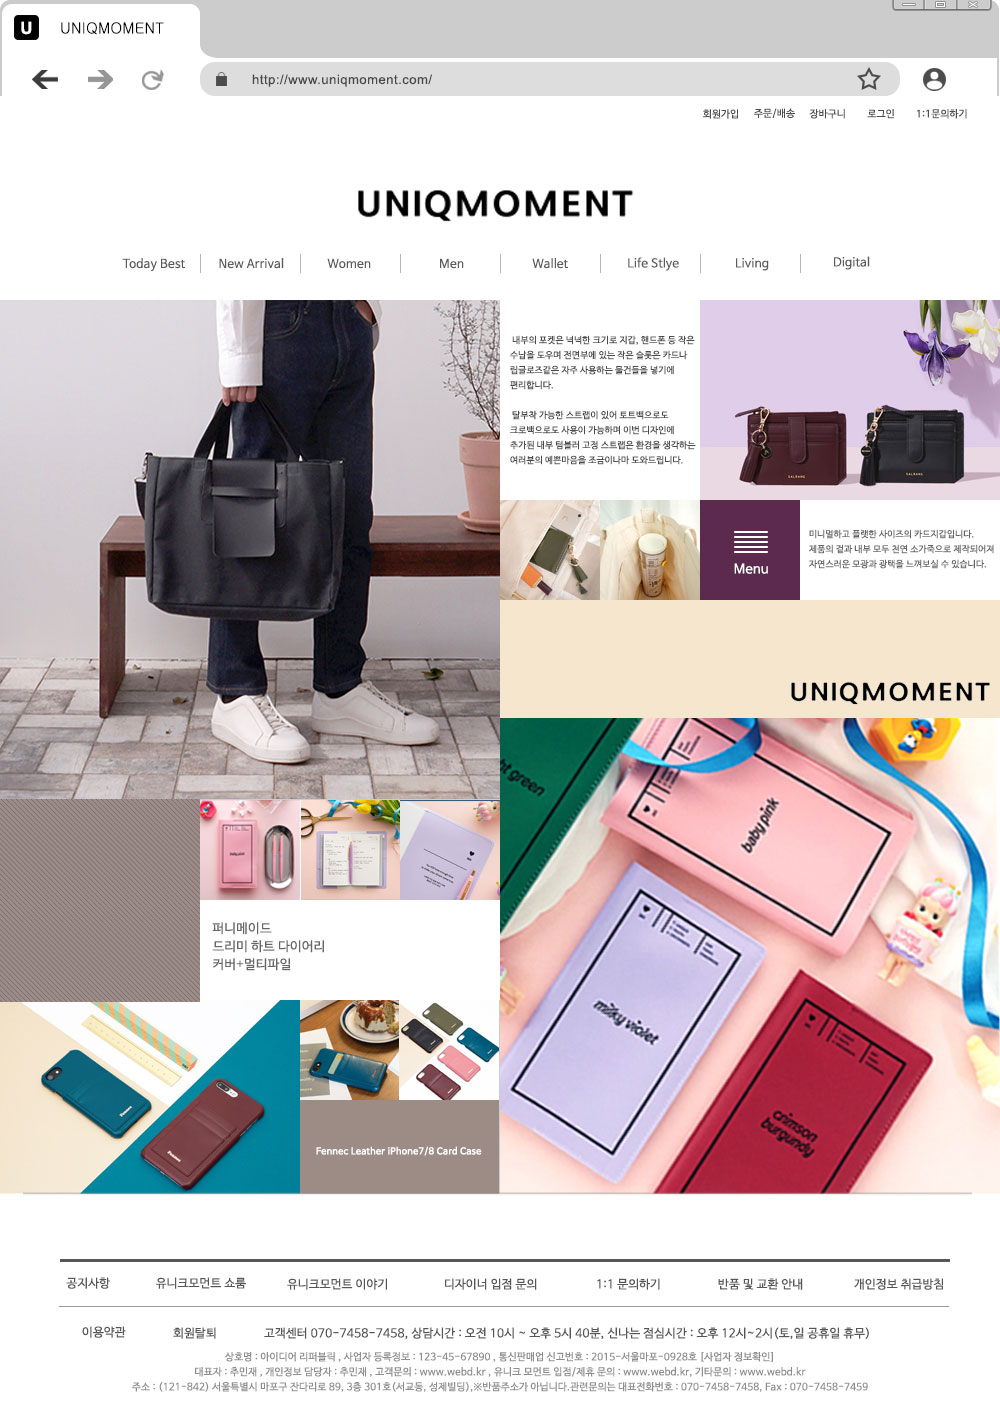 U UNIQMOMENT
http://www.uniqmoment.com/
회원가입 주문/배송 장바구니 로그인 1:1문의하기
UNIQMOMENT
Today Best New Arrival Women Men Wallet Life Stlye Living Digital
내부의 포켓은 넉넉한 크기로 지갑, 핸드폰 등 작은
수납을 도우며 전면부에 있는 작은 슬롯은 카드나
립글로즈같은 자주 사용하는 물건들을 넣기에
편리합니다.
탈부착 가능한 스트랩이 있어 토트백으로도
크로백으로도 사용이 가능하며 이번 디자인에
추가된 내부 텀블러 고정 스트랩은 환경을 생각하는
여러분의 예쁜마음을 조금이나마 도와드립니다.
Menu
미니멀하고 플랫한 사이즈의 카드지갑입니다.
제품의 겉과 내부 모두 천연 소가죽으로 제작되어져
자연스러운 모광과 광택을 느껴보실 수 있습니다.
UNIQMOMENT
green
baby pink
milky violet
crimson
burgundy
퍼니메이드
드리미 하트 다이어리
커버+멀티파일
Fennec Leather iPhone7/8 Card Case
공지사항 유니크모먼트 쇼룸 유니크모먼트 이야기 디자이너 입점 문의 1:1 문의하기 반품 및 교환 안내 개인정보 취급방침
이용약관 회원탈퇴 고객센터 070-7458-7458, 상담시간 : 오전 10시 ~ 오후 5시 40분, 신나는 점심시간 : 오후 12시~2시(토,일 공휴일 휴무)
상호명 : 아이디어 리퍼블릭 , 사업자 등록정보 : 123-45-67890 , 통신판매업 신고번호 : 2015-서울마포-0928호 [사업자 정보확인]
대표자 : 추민재 , 개인정보 담당자 : 추민재 , 고객문의 : www.webd.kr , 유니크 모먼트 입점/제휴 문의 : www.webd.kr, 기타문의 : www.webd.kr
주소 : (121-842) 서울특별시 마포구 잔다리로 89, 3층 301호(서교동, 성제빌딩),※반품주소가 아닙니다.관련문의는 대표전화번호 : 070-7458-7458, Fax : 070-7458-7459